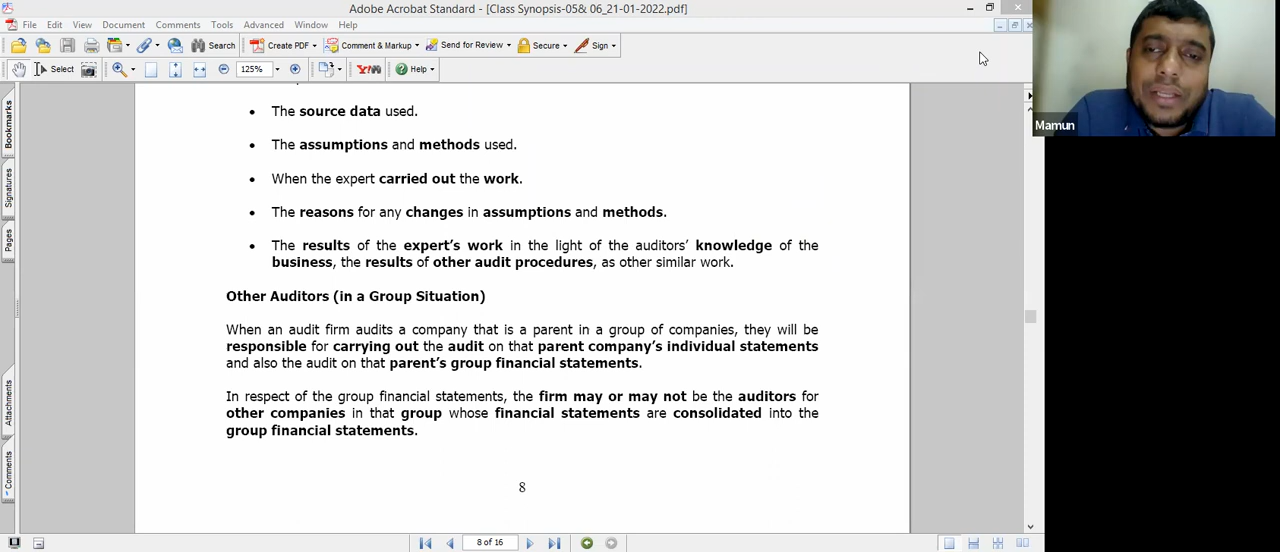 Adobe Acrobat Standard - [Class Synopsis-05& 06_21-01-2022.pdf]
File Edit View Document Comments Tools Advanced Window Help
Search Create PDF Comment & Markup Send for Review Secure Sign
Select 125% Y! Help
Mamun
Bookmarks
Signatures
Pages
Attachments
Comments
• The source data used.
• The assumptions and methods used.
• When the expert carried out the work.
• The reasons for any changes in assumptions and methods.
• The results of the expert's work in the light of the auditors' knowledge of the
business, the results of other audit procedures, as other similar work.
Other Auditors (in a Group Situation)
When an audit firm audits a company that is a parent in a group of companies, they will be
responsible for carrying out the audit on that parent company's individual statements
and also the audit on that parent's group financial statements.
In respect of the group financial statements, the firm may or may not be the auditors for
other companies in that group whose financial statements are consolidated into the
group financial statements.
8
8 of 16